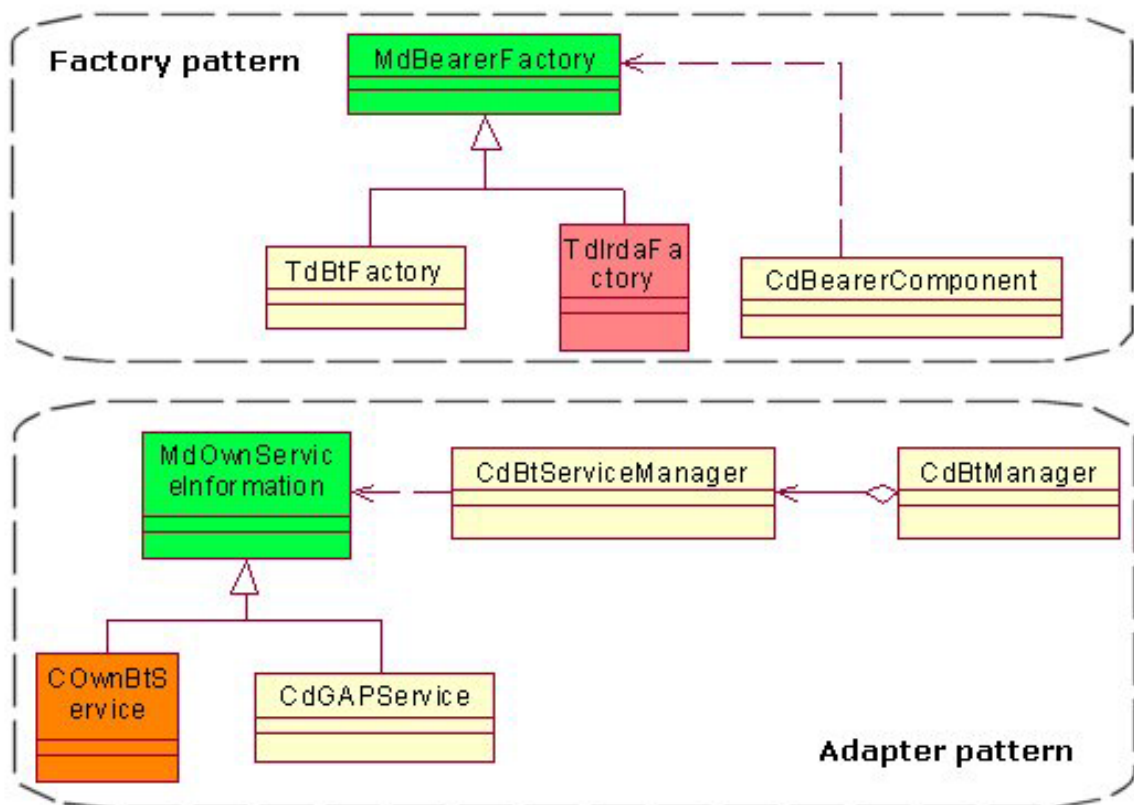 Factory pattern
MdBearerFactory
TdBtFactory
TdIrdaFa
ctory
CdBearerComponent
MdOwnServic
eInformation
CdBtServiceManager
CdBtManager
COwnBtS
ervice
CdGAPService
Adapter pattern